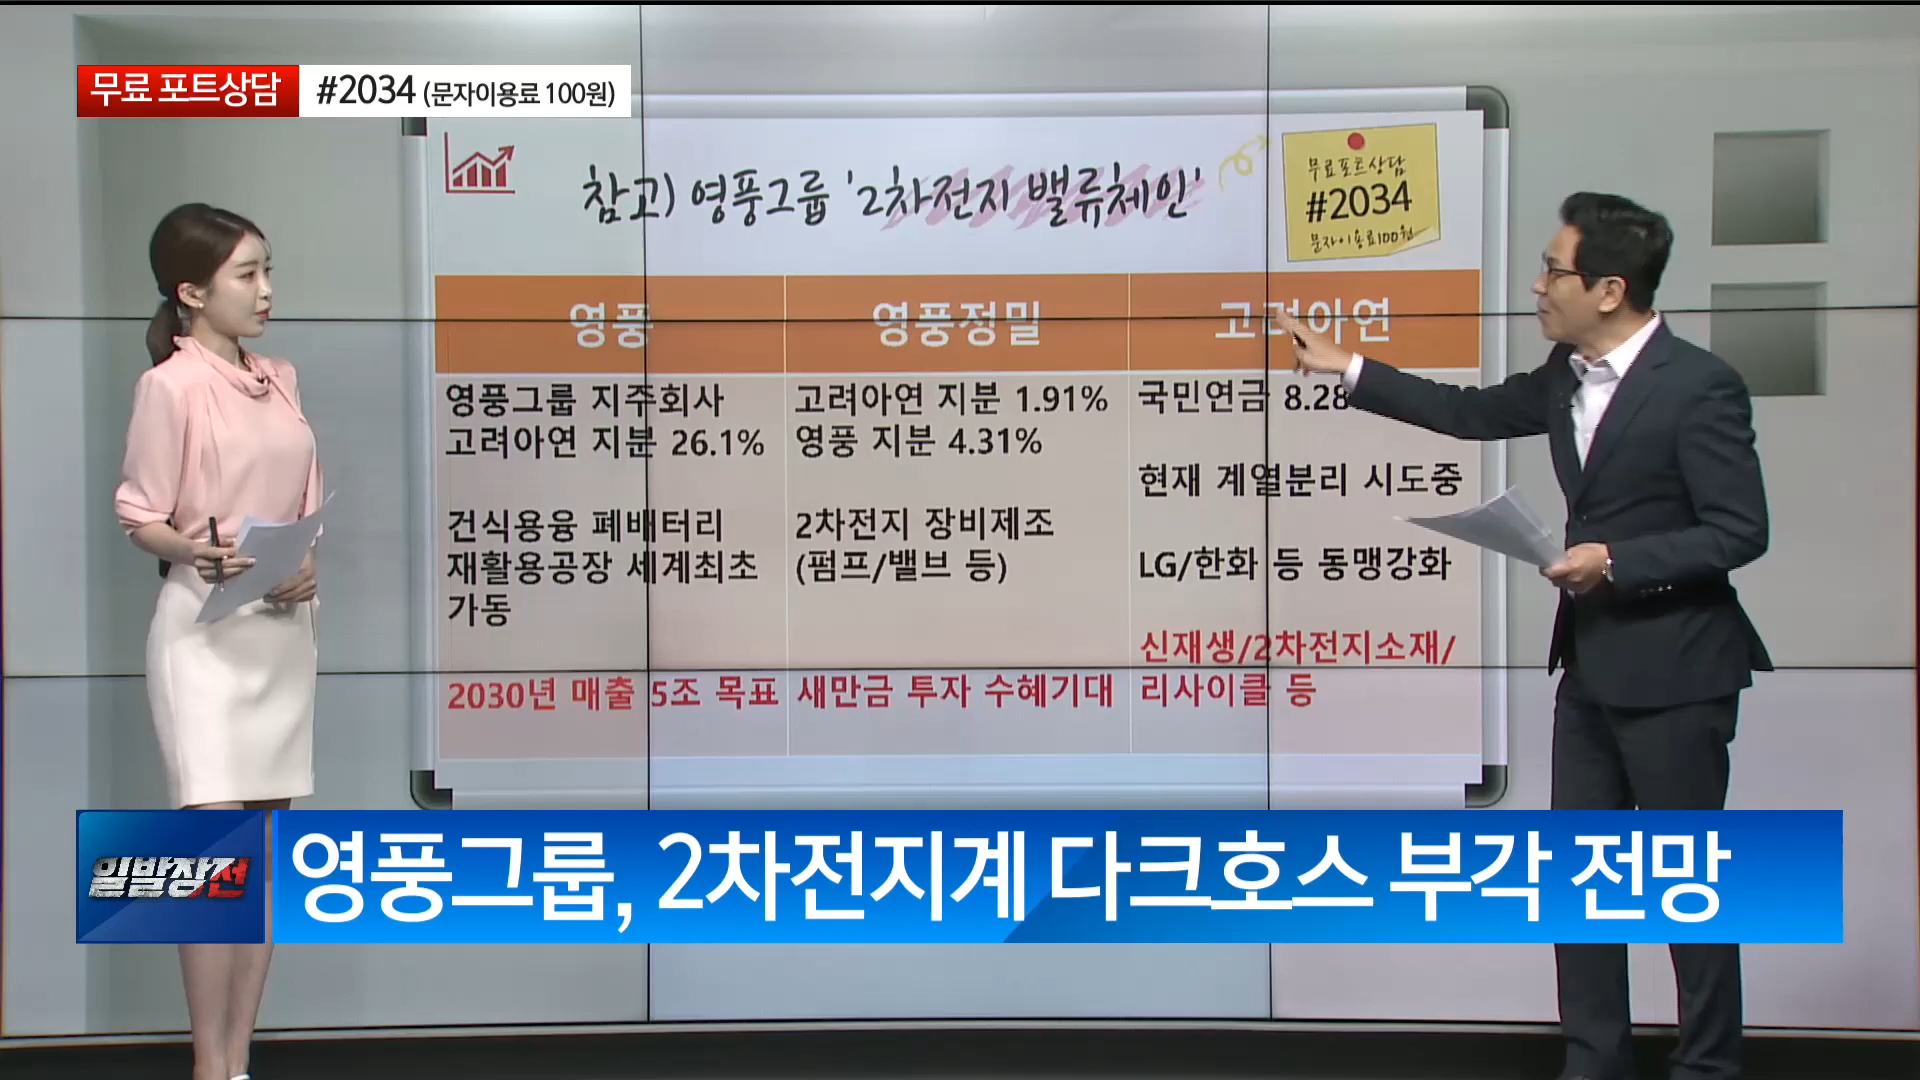 무료 포트상담 #2034 (문자이용료 100원)
참고) 영풍그룹 '2차전지 밸류체인'
무료포트상담
#2034
문자이용료100원
영풍
영풍그룹 지주회사
고려아연 지분 26.1%
건식용융 폐배터리
재활용공장 세계최초
가동
2030년 매출 5조 목표
영풍정밀
고려아연 지분 1.91%
영풍 지분 4.31%
2차전지 장비제조
(펌프/밸브 등)
새만금 투자 수혜기대
고려아연
국민연금 8.28
현재 계열분리 시도중
LG/한화 등 동맹강화
신재생/2차전지소재/
리사이클 등
일발장전
영풍그룹, 2차전지계 다크호스 부각 전망